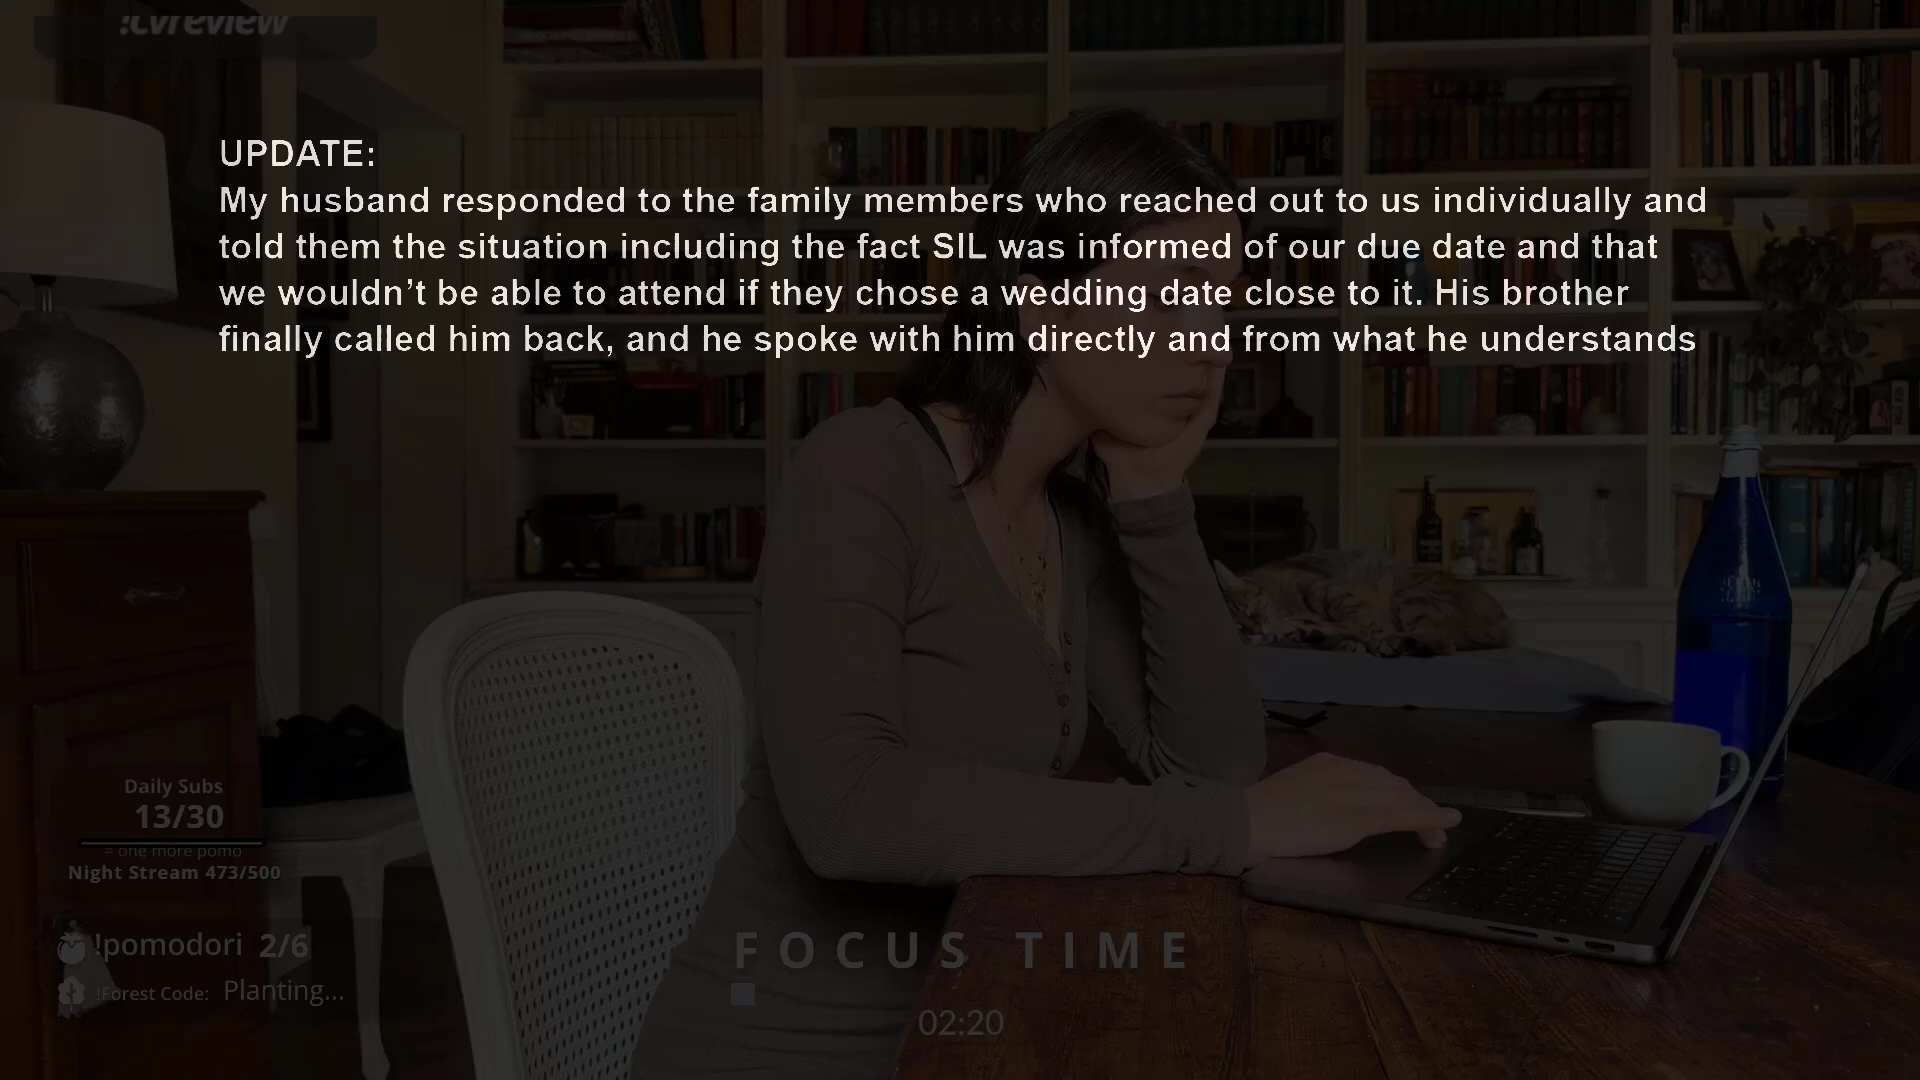 !cvreview
UPDATE:
My husband responded to the family members who reached out to us individually and
told them the situation including the fact SIL was informed of our due date and that
we wouldn’t be able to attend if they chose a wedding date close to it. His brother
finally called him back, and he spoke with him directly and from what he understands
Daily Subs
13/30
= one more pomo
Night Stream 473/500
!pomodori 2/6
!Forest Code: Planting...
FOCUS TIME
02:20